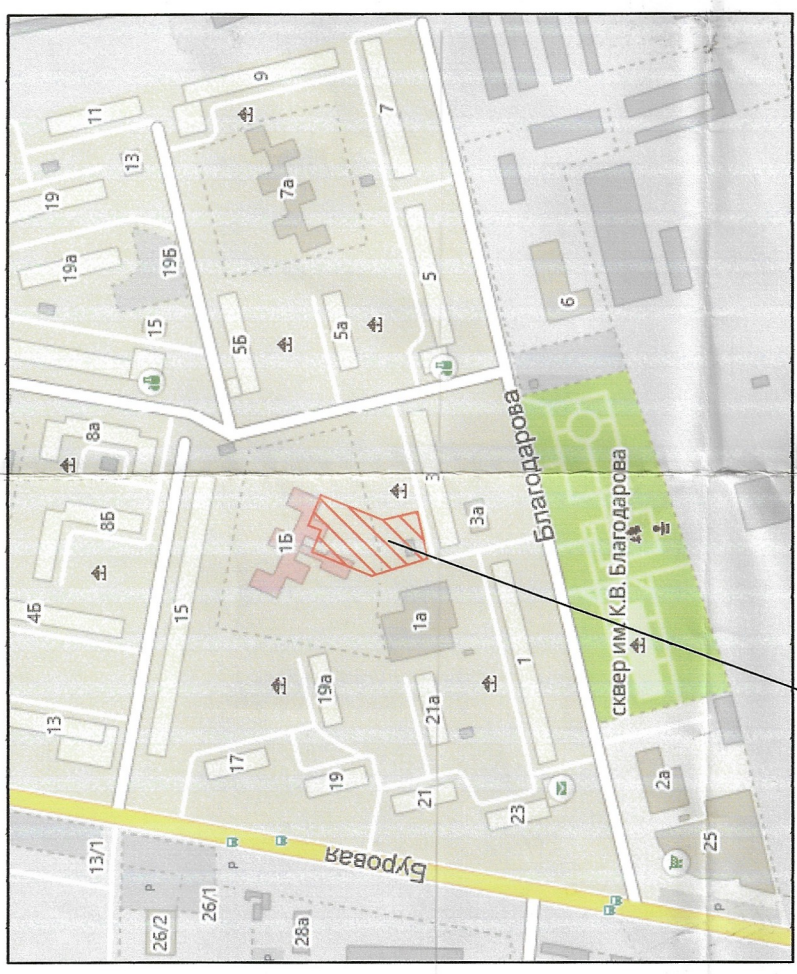 9
11
13
7
19
7а
19а
19Б
5
6
15
5Б
5а
8а
Благодарова
3
8Б
3а
сквер им. К.В. Благодарова
1Б
4Б
15
1а
1
13
19а
21а
17
19
21
2а
23
25
13/1
Буровая
P
P
26/1
P
26/2
28а
P